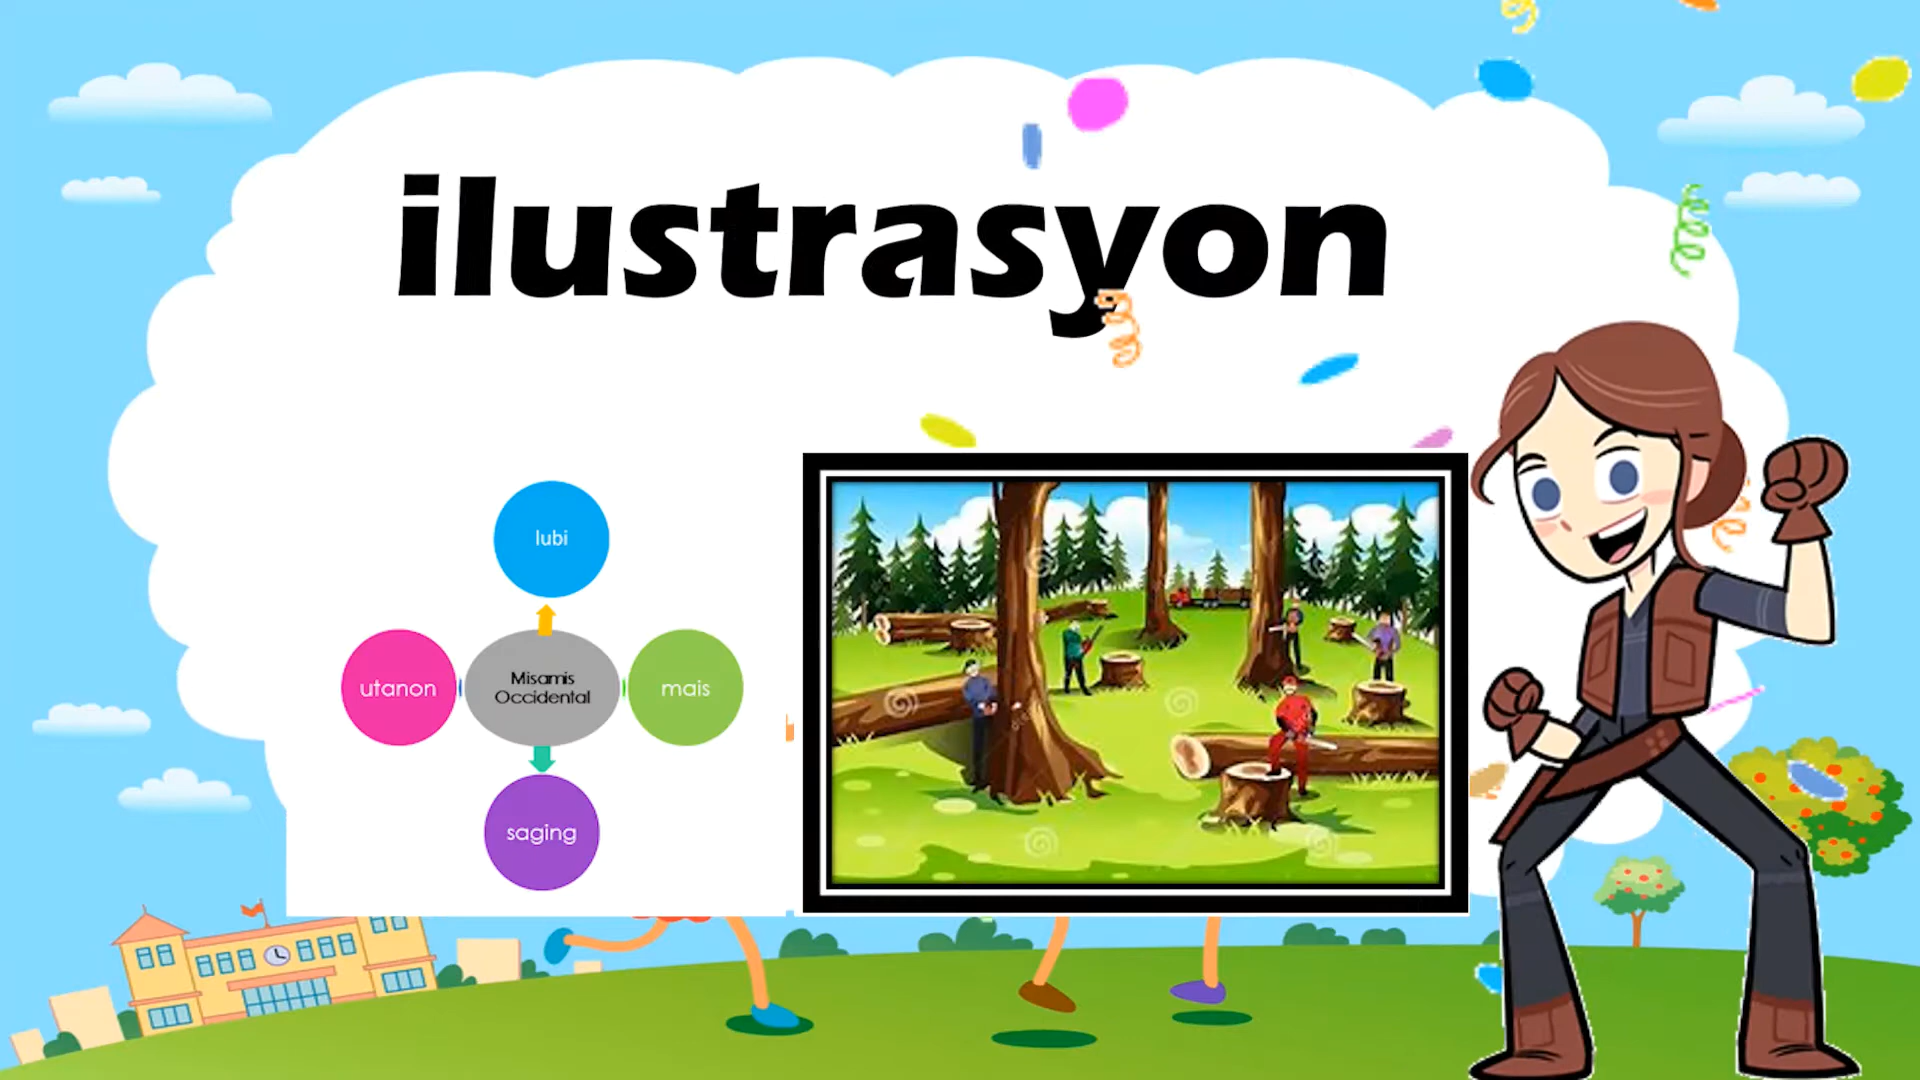 ilustrasyon
lubi
utanon
Misamis
Occidental
mais
saging